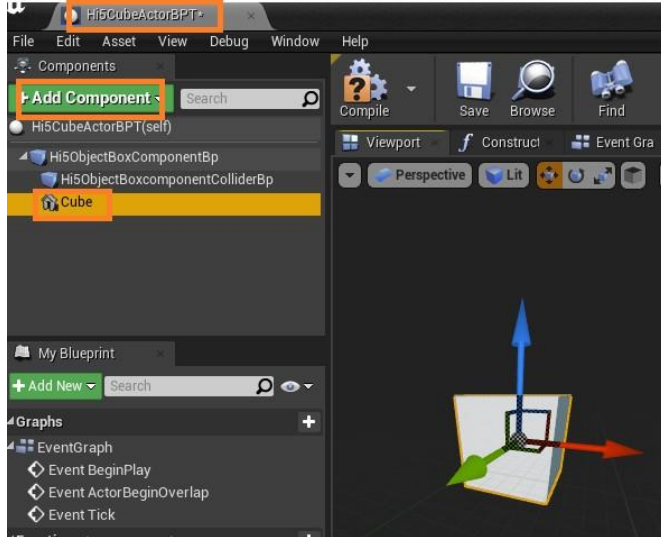 Hi5CubeActorBPT*
File Edit Asset View Debug Window Help
Components
+Add Component Search
Hi5CubeActorBPT(self)
Hi5ObjectBoxComponentBp
Hi5ObjectBoxcomponentColliderBp
Cube
Compile Save Browse Find
Viewport Construct Event Gra
Perspective Lit
My Blueprint
+Add New Search
Graphs
EventGraph
Event BeginPlay
Event ActorBeginOverlap
Event Tick